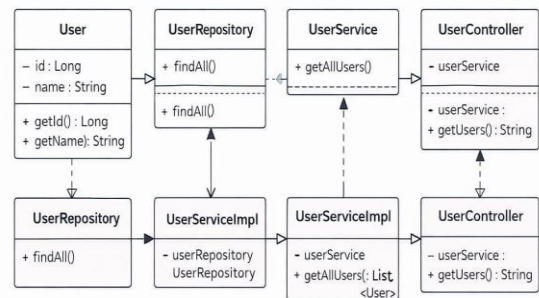 User
– id : Long
– name : String
+ getId() : Long
+ getName): String
UserRepository
+ findAll()
+ findAll()
UserService
+ getAllUsers()
UserController
- userService
- userService :
+ getUsers() : String
UserRepository
+ findAll()
UserServiceImpl
- userRepository
UserRepository
UserServiceImpl
- userService
+ getAllUsers(: List
<User>
UserController
– userService :
+ getUsers() : String